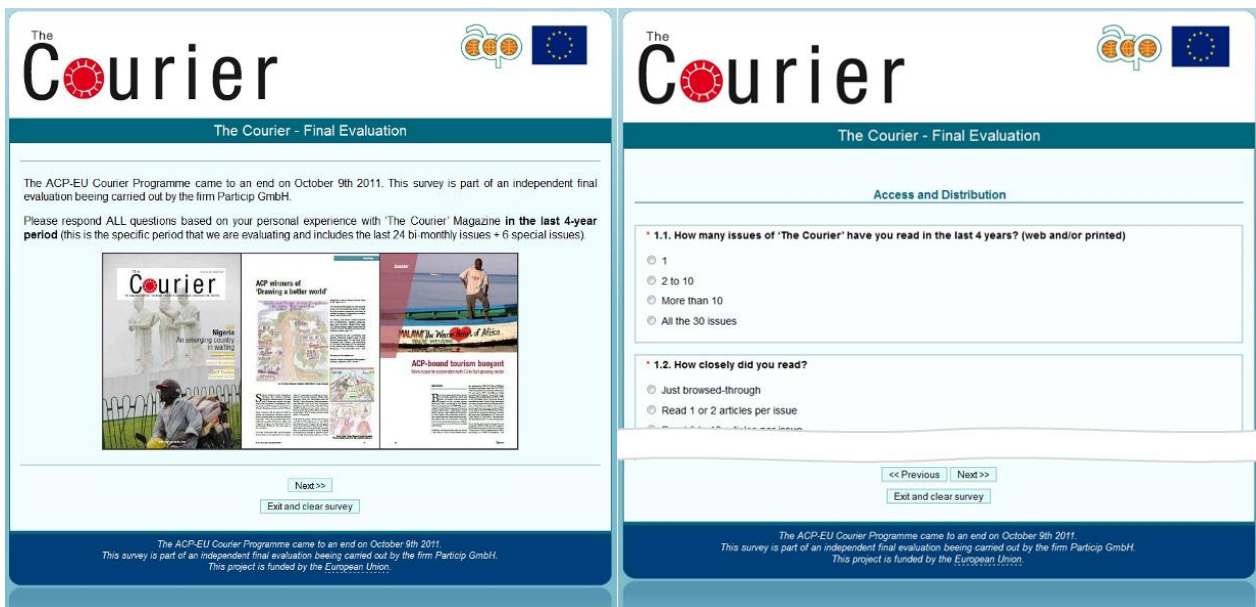 The
Courier
acp
The Courier - Final Evaluation
The ACP-EU Courier Programme came to an end on October 9th 2011. This survey is part of an independent final
evaluation beeing carried out by the firm Particip GmbH.
Please respond ALL questions based on your personal experience with 'The Courier' Magazine in the last 4-year
period (this is the specific period that we are evaluating and includes the last 24 bi-monthly issues + 6 special issues).
The
Courier
Nigeria
An emerging country
in waiting
ACP winners of
'Drawing a better world'
Courier
MALAWI The Warm Heart of Africa
ACP-bound tourism buoyant
Next >>
Exit and clear survey
The ACP-EU Courier Programme came to an end on October 9th 2011.
This survey is part of an independent final evaluation beeing carried out by the firm Particip GmbH.
This project is funded by the European Union.
The
Courier
acp
The Courier - Final Evaluation
Access and Distribution
* 1.1. How many issues of 'The Courier' have you read in the last 4 years? (web and/or printed)
1
2 to 10
More than 10
All the 30 issues
* 1.2. How closely did you read?
Just browsed-through
Read 1 or 2 articles per issue
<< Previous Next >>
Exit and clear survey
The ACP-EU Courier Programme came to an end on October 9th 2011.
This survey is part of an independent final evaluation beeing carried out by the firm Particip GmbH.
This project is funded by the European Union.